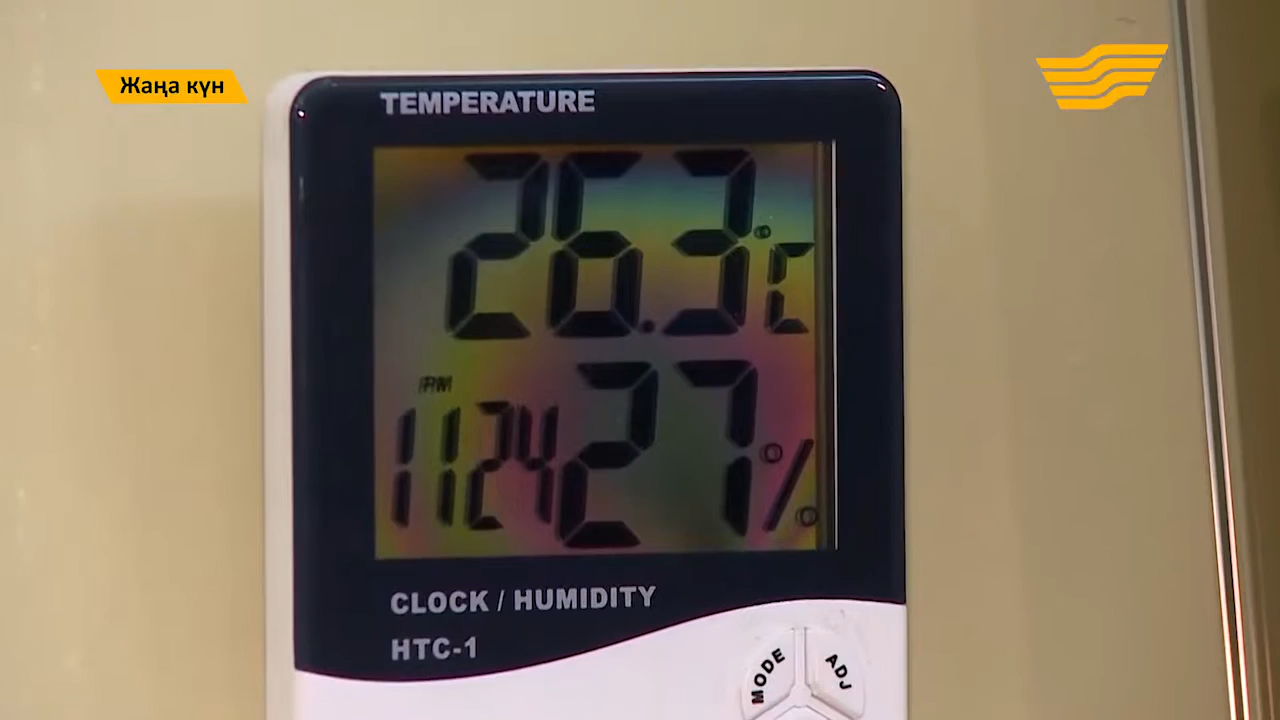 Жаңа күн
TEMPERATURE
26.3°C
PM
11 24 27%
CLOCK / HUMIDITY
HTC-1
MODE
ADJ